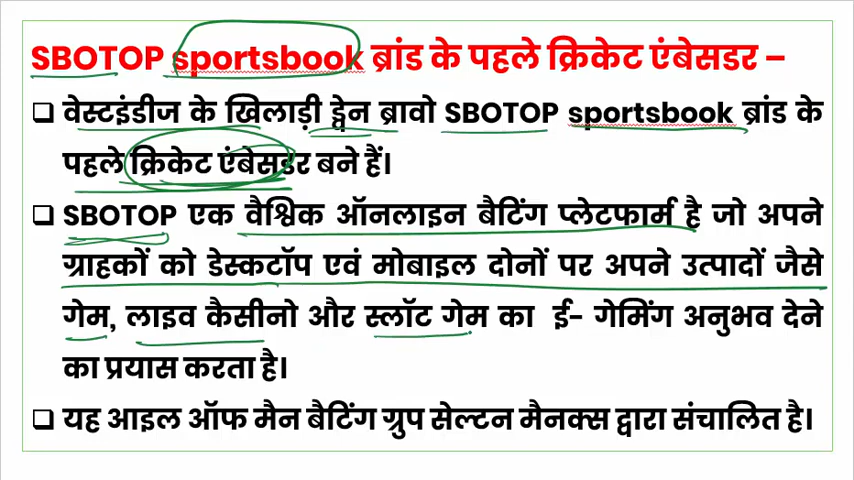 SBOTOP sportsbook ब्रांड के पहले क्रिकेट एंबेसडर –
❑ वेस्टइंडीज के खिलाड़ी ड्वेन ब्रावो SBOTOP sportsbook ब्रांड के
पहले क्रिकेट एंबेसडर बने हैं।
❑ SBOTOP एक वैश्विक ऑनलाइन बैटिंग प्लेटफार्म है जो अपने
ग्राहकों को डेस्कटॉप एवं मोबाइल दोनों पर अपने उत्पादों जैसे
गेम, लाइव कैसीनो और स्लॉट गेम का ई- गेमिंग अनुभव देने
का प्रयास करता है।
❑ यह आइल ऑफ मैन बैटिंग ग्रुप सेल्टन मैनक्स द्वारा संचालित है।